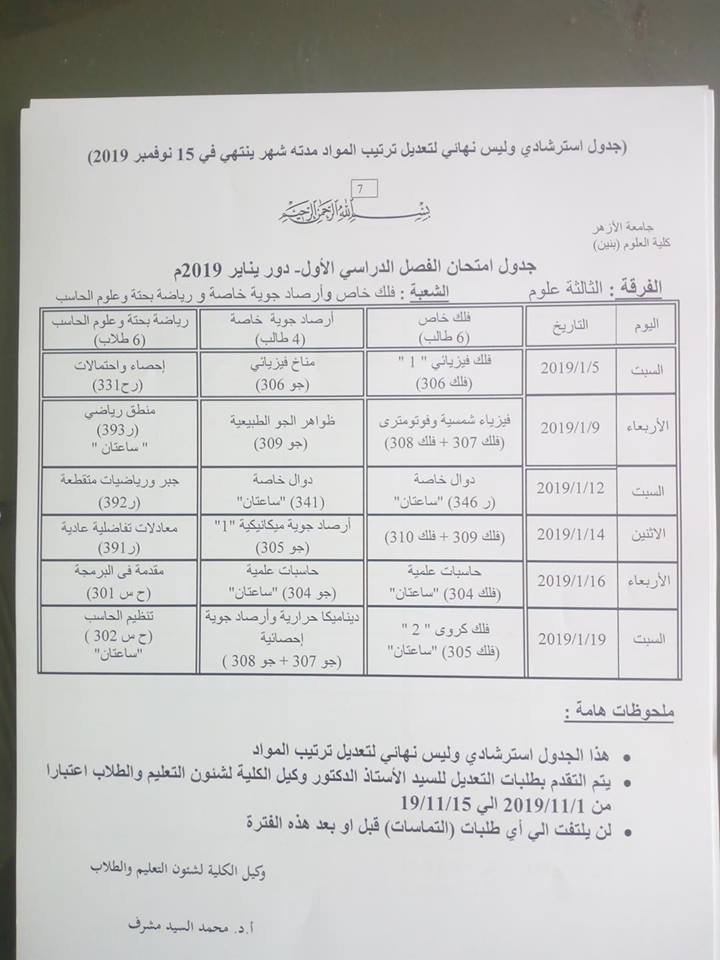 (جدول استرشادي وليس نهائي لتعديل ترتيب المواد مدته شهر ينتهي في 15 نوفمبر 2019)
7
بسم الله الرحمن الرحيم
جامعة الأزهر
كلية العلوم (بنين)
جدول امتحان الفصل الدراسي الأول- دور يناير 2019م
الفرقة : الثالثة علوم الشعبة : فلك خاص وأرصاد جوية خاصة و رياضة بحتة وعلوم الحاسب
اليوم التاريخ فلك خاص أرصاد جوية خاصة رياضة بحتة وعلوم الحاسب
(6 طالب) (4 طالب) (6 طلاب)
السبت 2019/1/5 فلك فيزيائي " 1 " مناخ فيزيائي إحصاء واحتمالات
(فلك 306) (جو 306) (رح331)
الأربعاء 2019/1/9 فيزياء شمسية وفوتومترى ظواهر الجو الطبيعية منطق رياضي
(فلك 307 + فلك 308) (جو 309) (ر393)
" ساعتان "
السبت 2019/1/12 دوال خاصة دوال خاصة جبر ورياضيات متقطعة
(ر 346) "ساعتان" (341) "ساعتان" (ر392)
الاثنين 2019/1/14 (فلك 309 + فلك 310) أرصاد جوية ميكانيكية "1" معادلات تفاضلية عادية
(جو 305) (ر391)
الأربعاء 2019/1/16 حاسبات علمية حاسبات علمية مقدمة فى البرمجة
(فلك 304) "ساعتان" (جو 304) "ساعتان" (ح س 301)
السبت 2019/1/19 فلك كروى " 2 " ديناميكا حرارية وأرصاد جوية تنظيم الحاسب
(فلك 305) "ساعتان" إحصائية (ح س 302 )
(جو 307 + جو 308 ) "ساعتان"
ملحوظات هامة :
• هذا الجدول استرشادي وليس نهائي لتعديل ترتيب المواد
• يتم التقدم بطلبات التعديل للسيد الأستاذ الدكتور وكيل الكلية لشئون التعليم والطلاب اعتبارا
من 2019/11/1 الي 19/11/15
• لن يلتفت الي أي طلبات (التماسات) قبل او بعد هذه الفترة
وكيل الكلية لشئون التعليم والطلاب
أ.د. محمد السيد مشرف